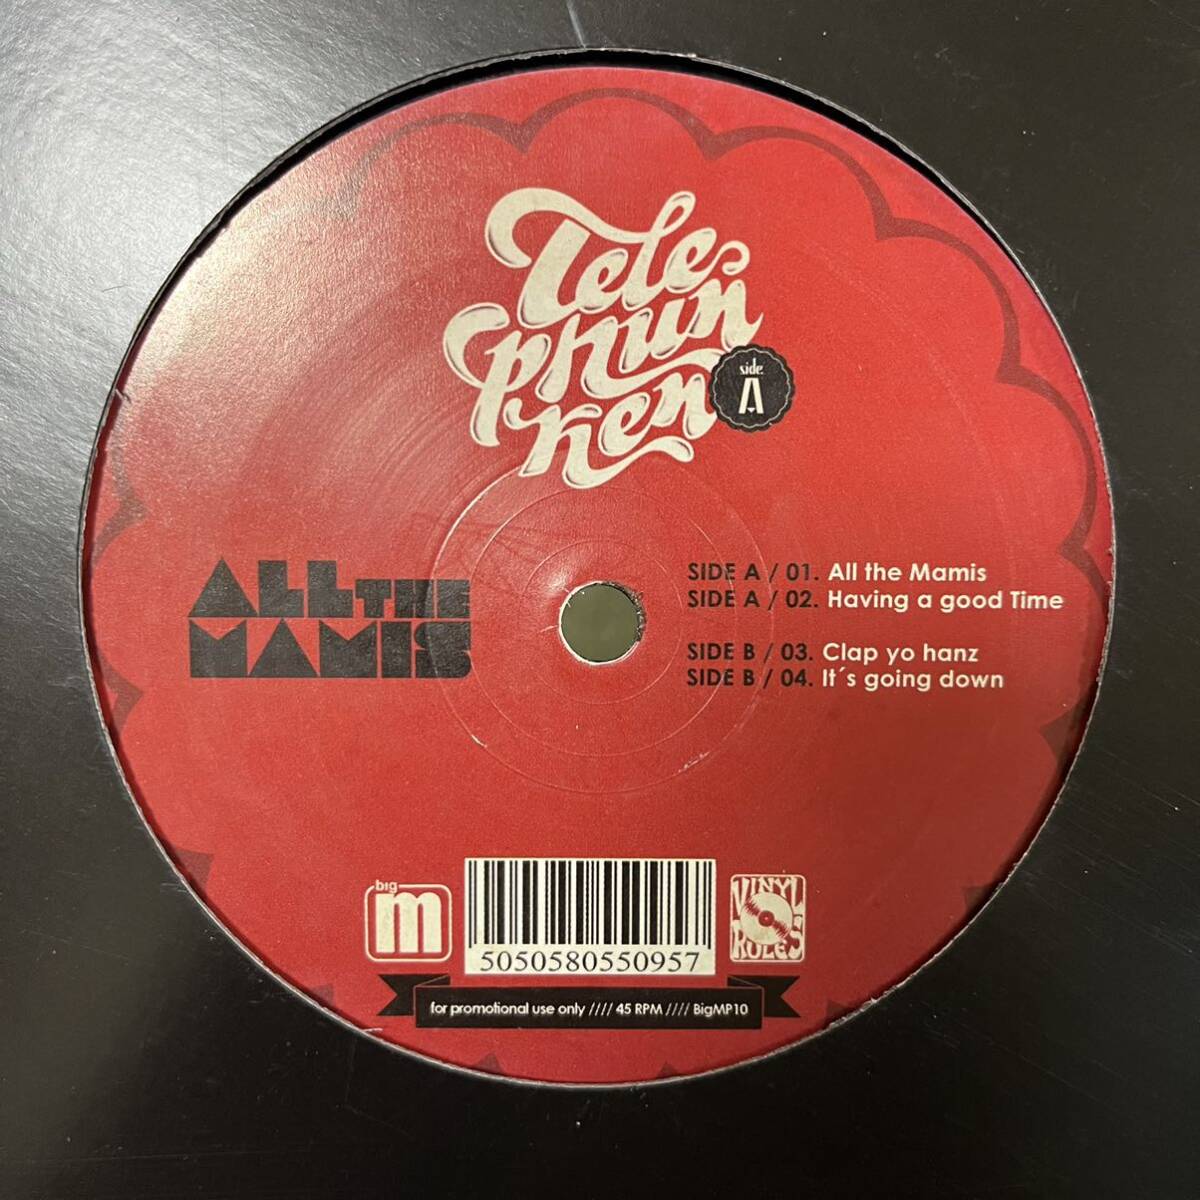 Tele
phun
ken
side:
A
ALL THE
MAMIS
SIDE A / 01. All the Mamis
SIDE A / 02. Having a good Time
SIDE B / 03. Clap yo hanz
SIDE B / 04. It´s going down
big
m
5050580550957
VINYL
RULES
for promotional use only //// 45 RPM //// BigMP10